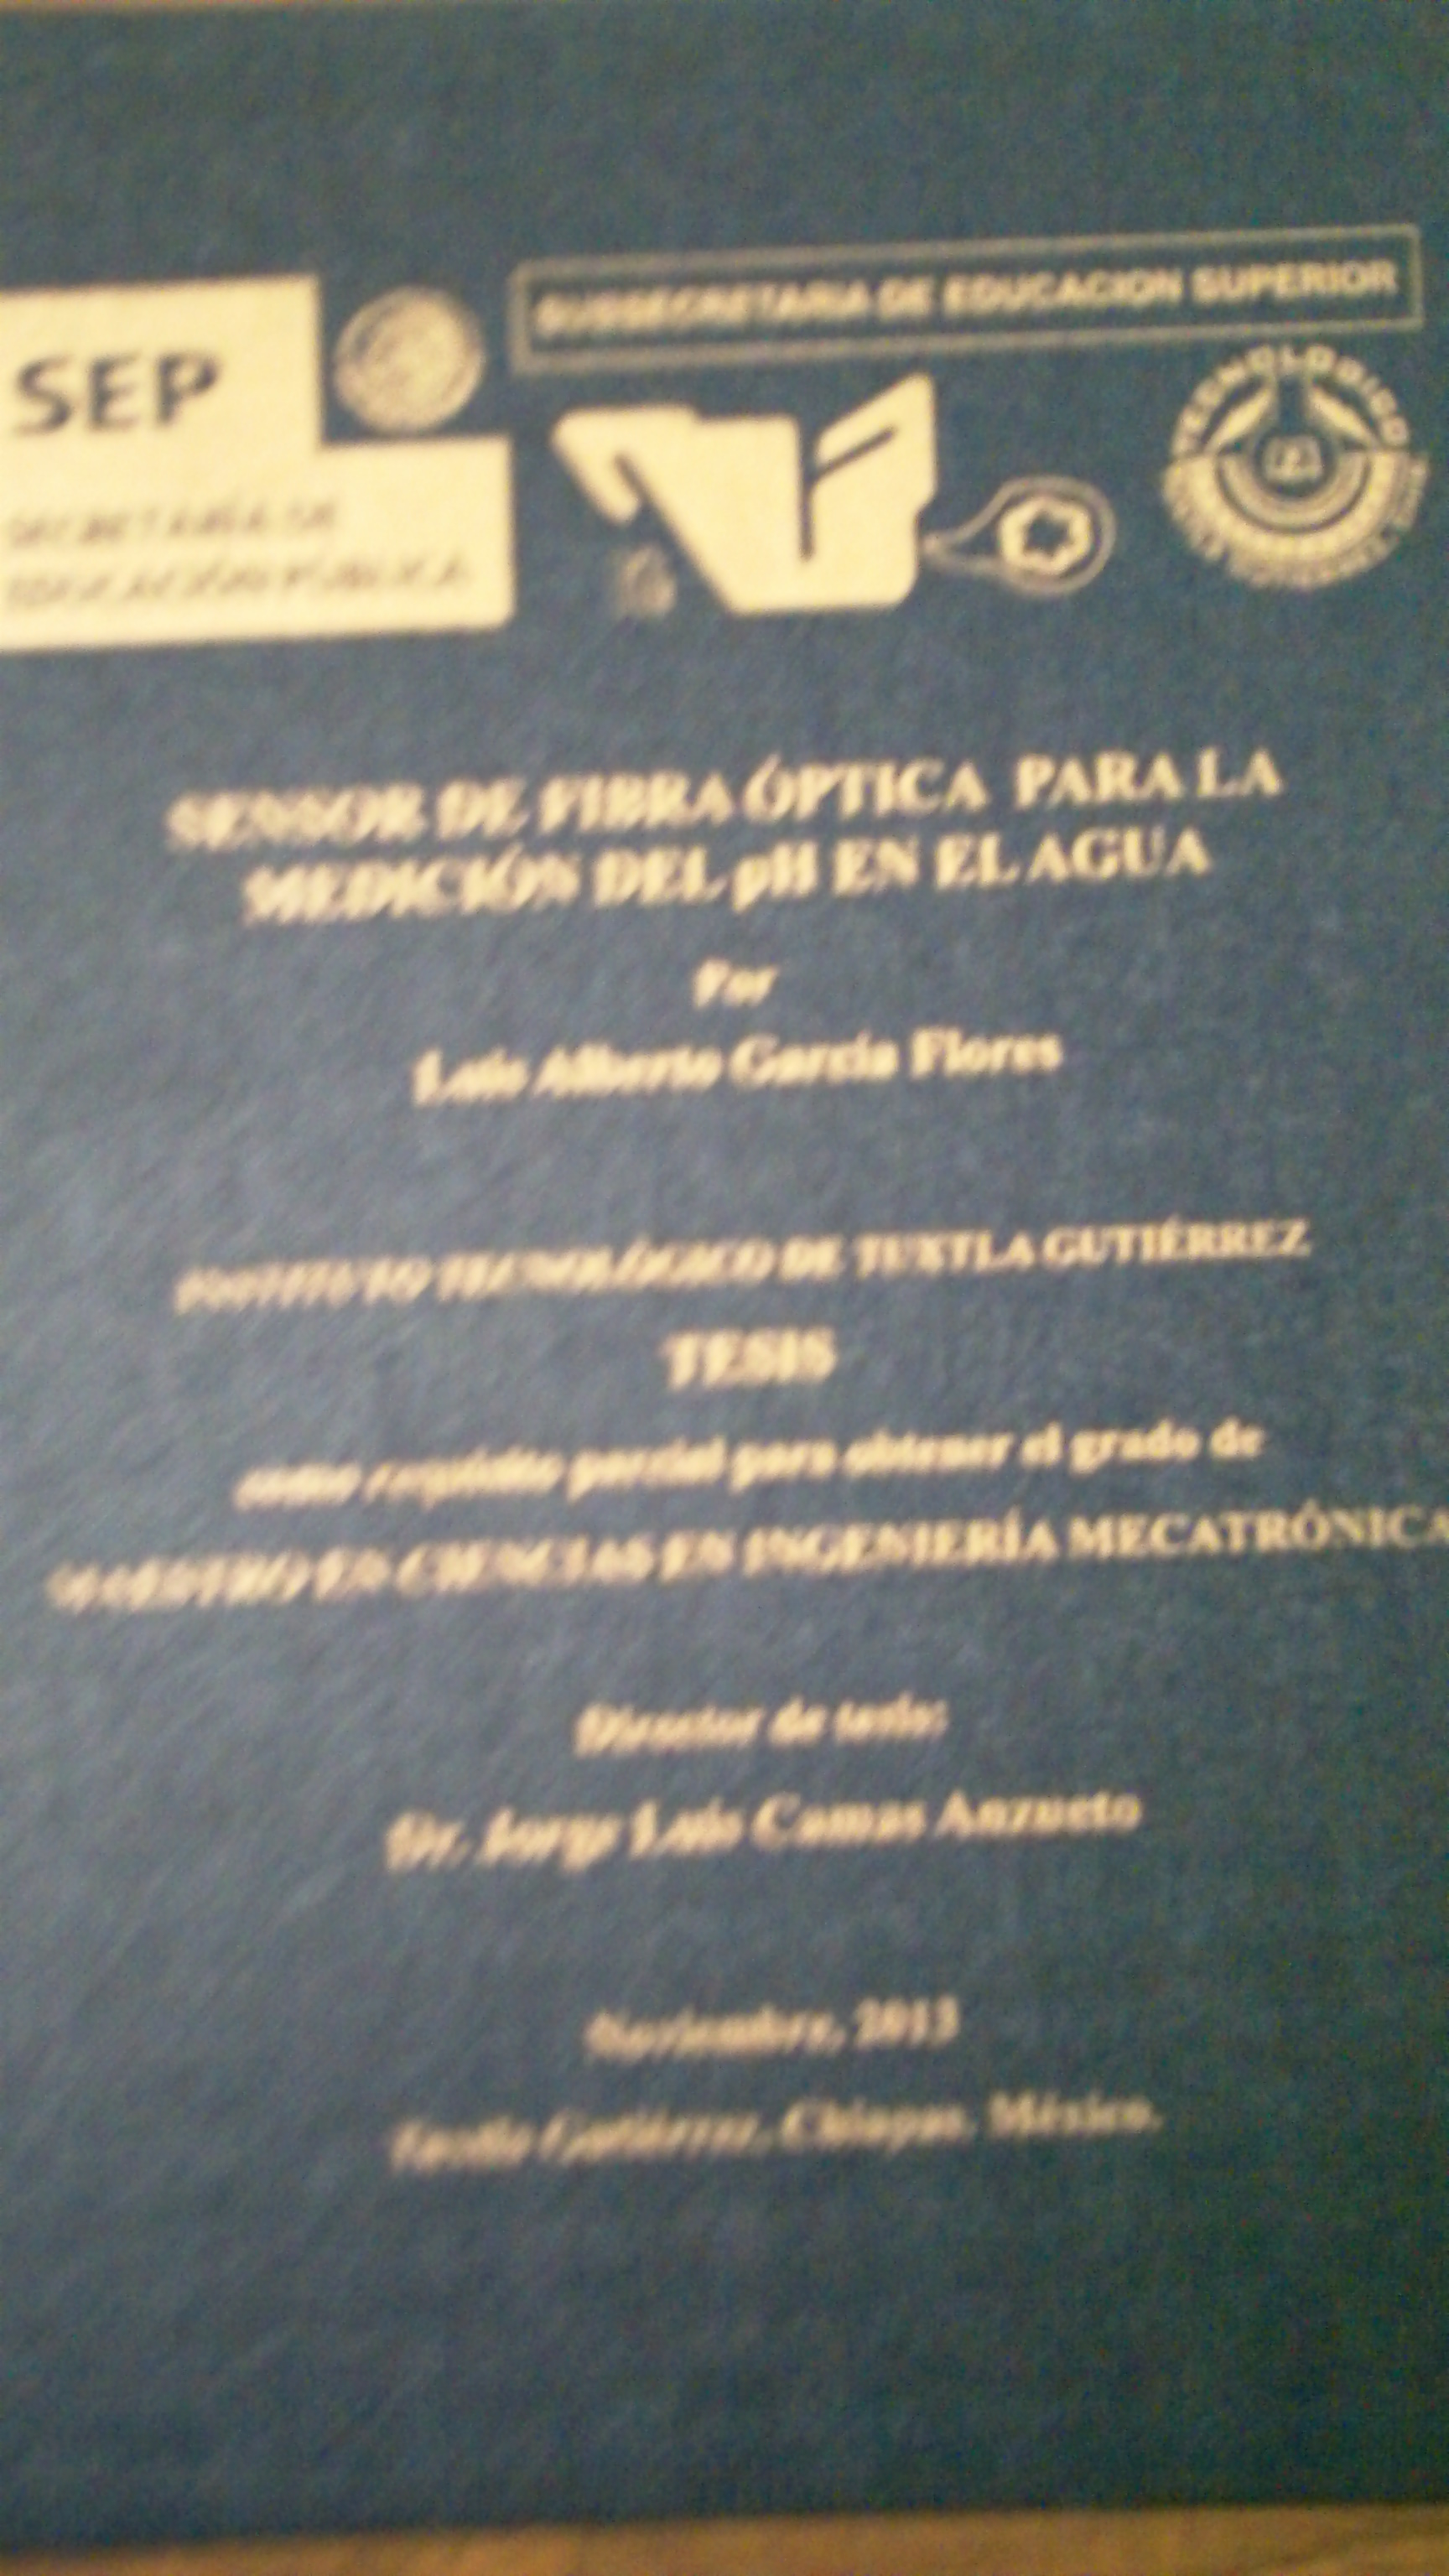 SEP
SECRETARÍA DE
EDUCACIÓN PÚBLICA
SUBSECRETARIA DE EDUCACION SUPERIOR
TECNOLOGICO
SENSOR DE FIBRA ÓPTICA PARA LA
MEDICIÓN DEL pH EN EL AGUA
Por
Luis Alberto García Flores
INSTITUTO TECNOLÓGICO DE TUXTLA GUTIÉRREZ
TESIS
como requisito parcial para obtener el grado de
MAESTRO EN CIENCIAS EN INGENIERÍA MECATRÓNICA
Director de tesis:
Dr. Jorge Luis Camas Anzueto
Noviembre, 2013
Tuxtla Gutiérrez, Chiapas. México.